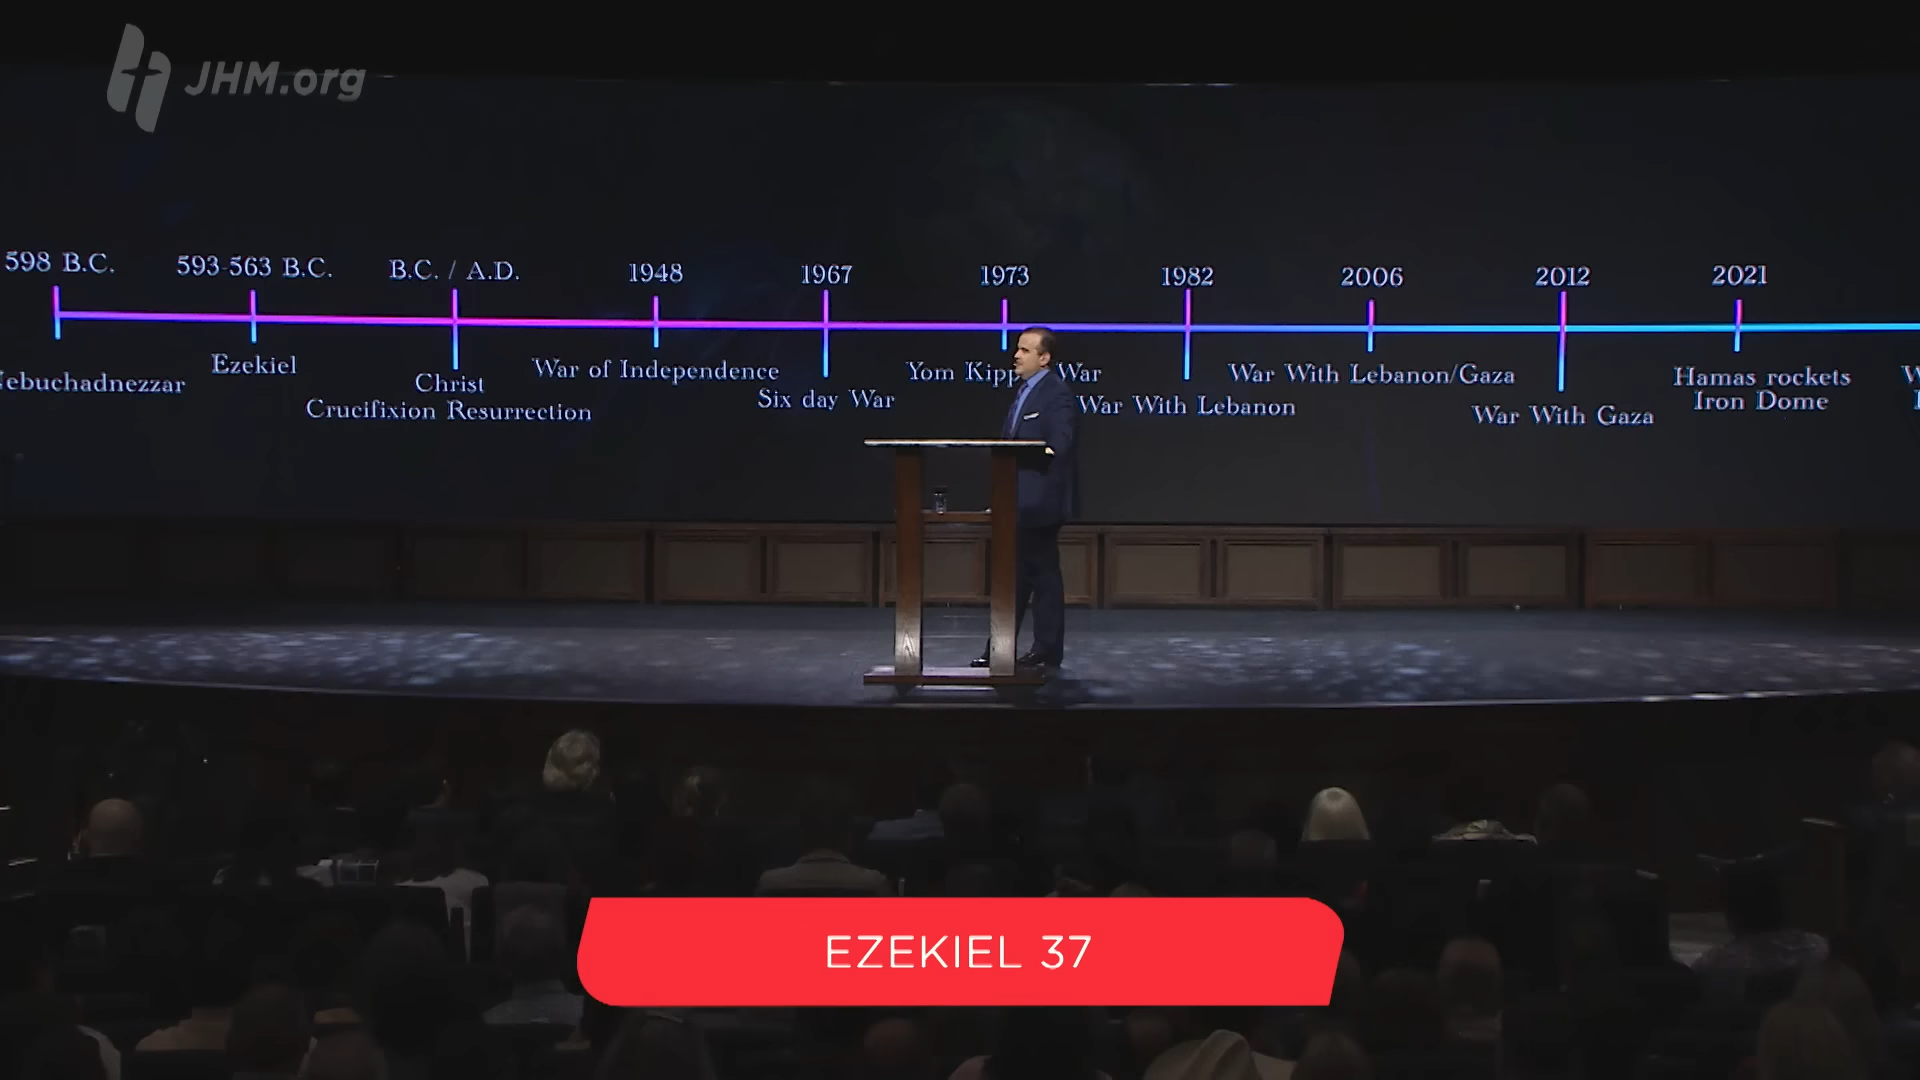 JHM.org
598 B.C.
593-563 B.C.
B.C. / A.D.
1948
1967
1973
1982
2006
2012
2021
Ezekiel
War of Independence
Yom War
War With Lebanon/Gaza
Hamas rockets
Iron Dome
Christ
Crucifixion Resurrection
Six day War
War With Lebanon
War With Gaza
EZEKIEL 37